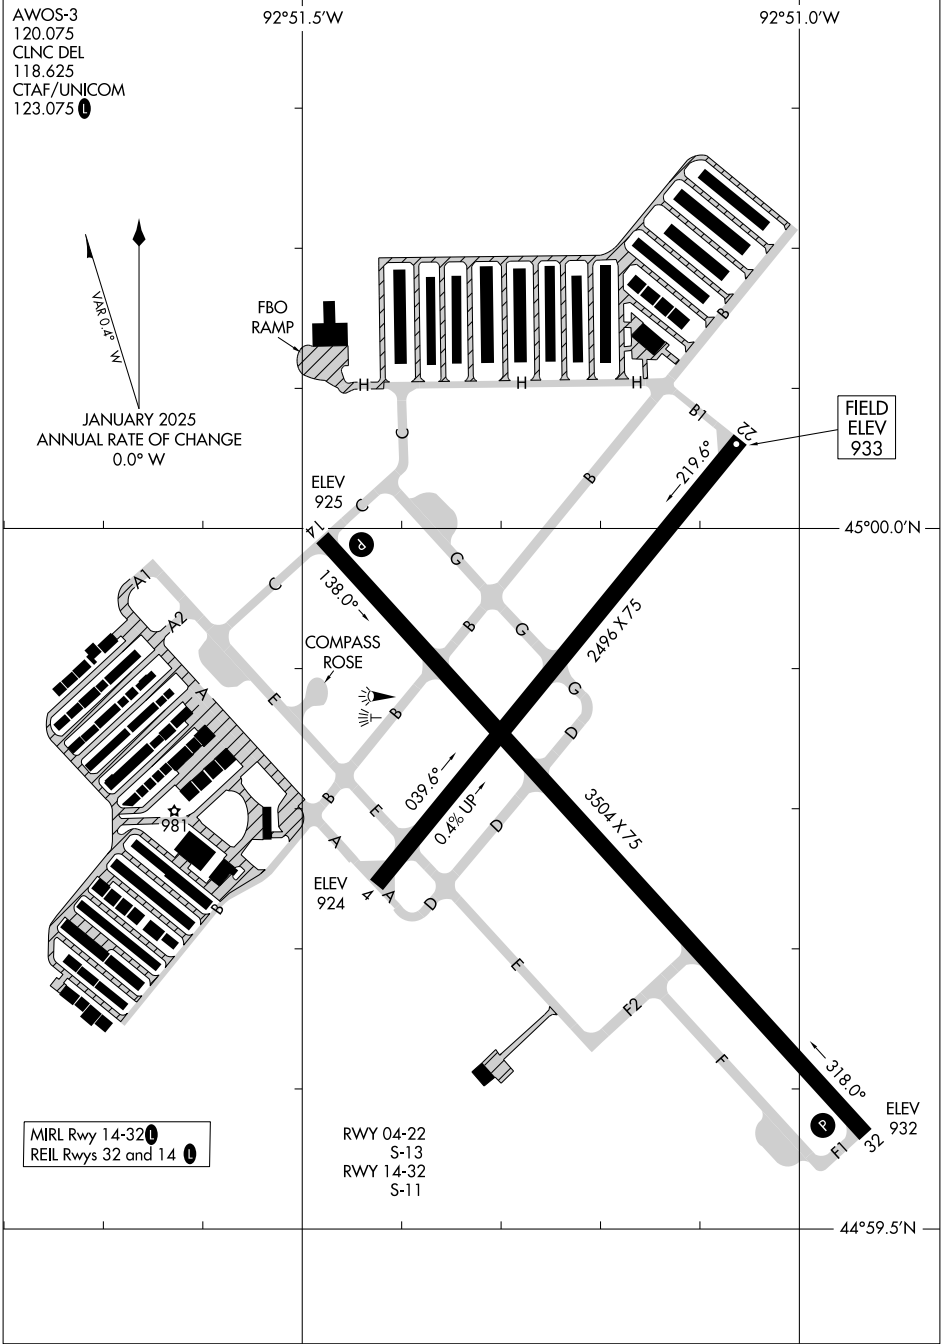 AWOS-3
120.075
CLNC DEL
118.625
CTAF/UNICOM
123.075 L
92°51.5'W
92°51.0'W
VAR 0.4° W
JANUARY 2025
ANNUAL RATE OF CHANGE
0.0° W
FBO
RAMP
B
H
H
H
B1
22
FIELD
ELEV
933
C
219.6°
B
ELEV
925
C
14
P
45°00.0'N
G
A1
C
138.0°
A2
B
G
2496 X 75
COMPASS
ROSE
A
E
G
B
D
039.6°
0.4% UP
3504 X 75
B
E
D
981
A
ELEV
924
4
A
D
B
E
F2
F
318.0°
ELEV
932
P
F1
32
MIRL Rwy 14-32 L
REIL Rwys 32 and 14 L
RWY 04-22
S-13
RWY 14-32
S-11
44°59.5'N